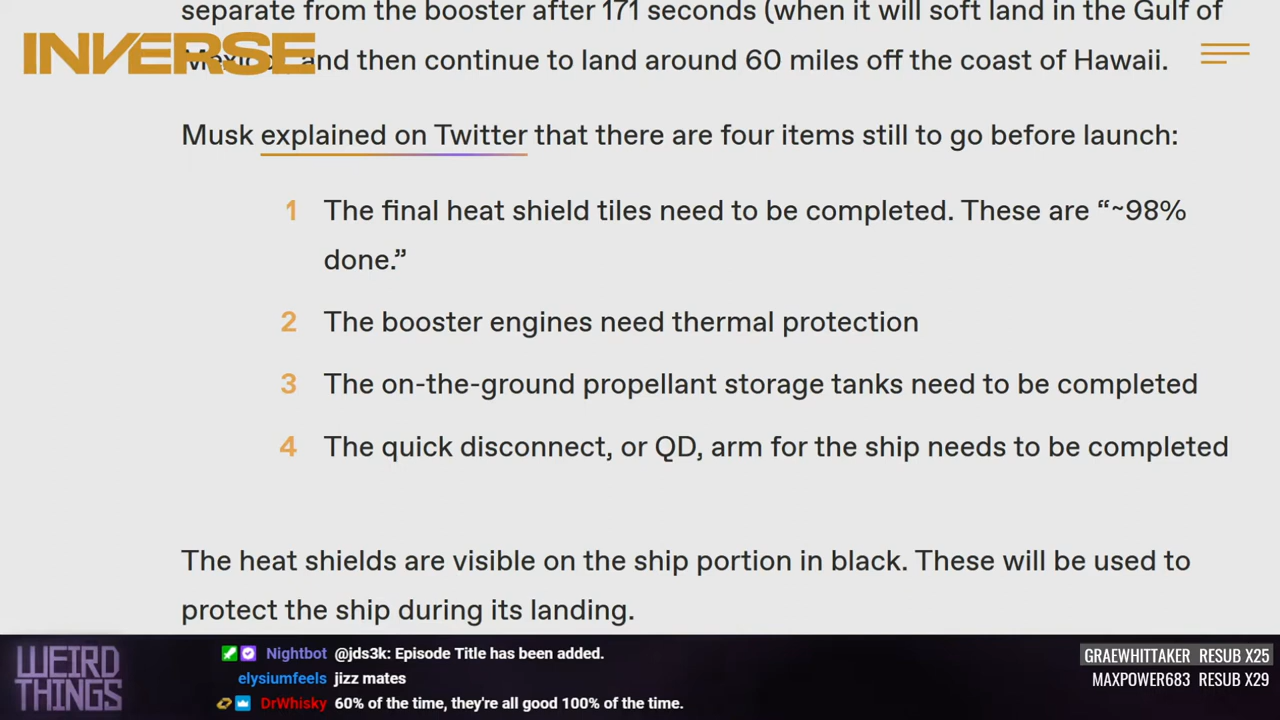 separate from the booster after 171 seconds (when it will soft land in the Gulf of
INVERSE
and then continue to land around 60 miles off the coast of Hawaii.
Musk explained on Twitter that there are four items still to go before launch:
1 The final heat shield tiles need to be completed. These are “~98%
done.”
2 The booster engines need thermal protection
3 The on-the-ground propellant storage tanks need to be completed
4 The quick disconnect, or QD, arm for the ship needs to be completed
The heat shields are visible on the ship portion in black. These will be used to
protect the ship during its landing.
WEIRD
THINGS
Nightbot @jds3k: Episode Title has been added.
elysiumfeels jizz mates
DrWhisky 60% of the time, they're all good 100% of the time.
GRAEWHITTAKER RESUB X25
MAXPOWER683 RESUB X29